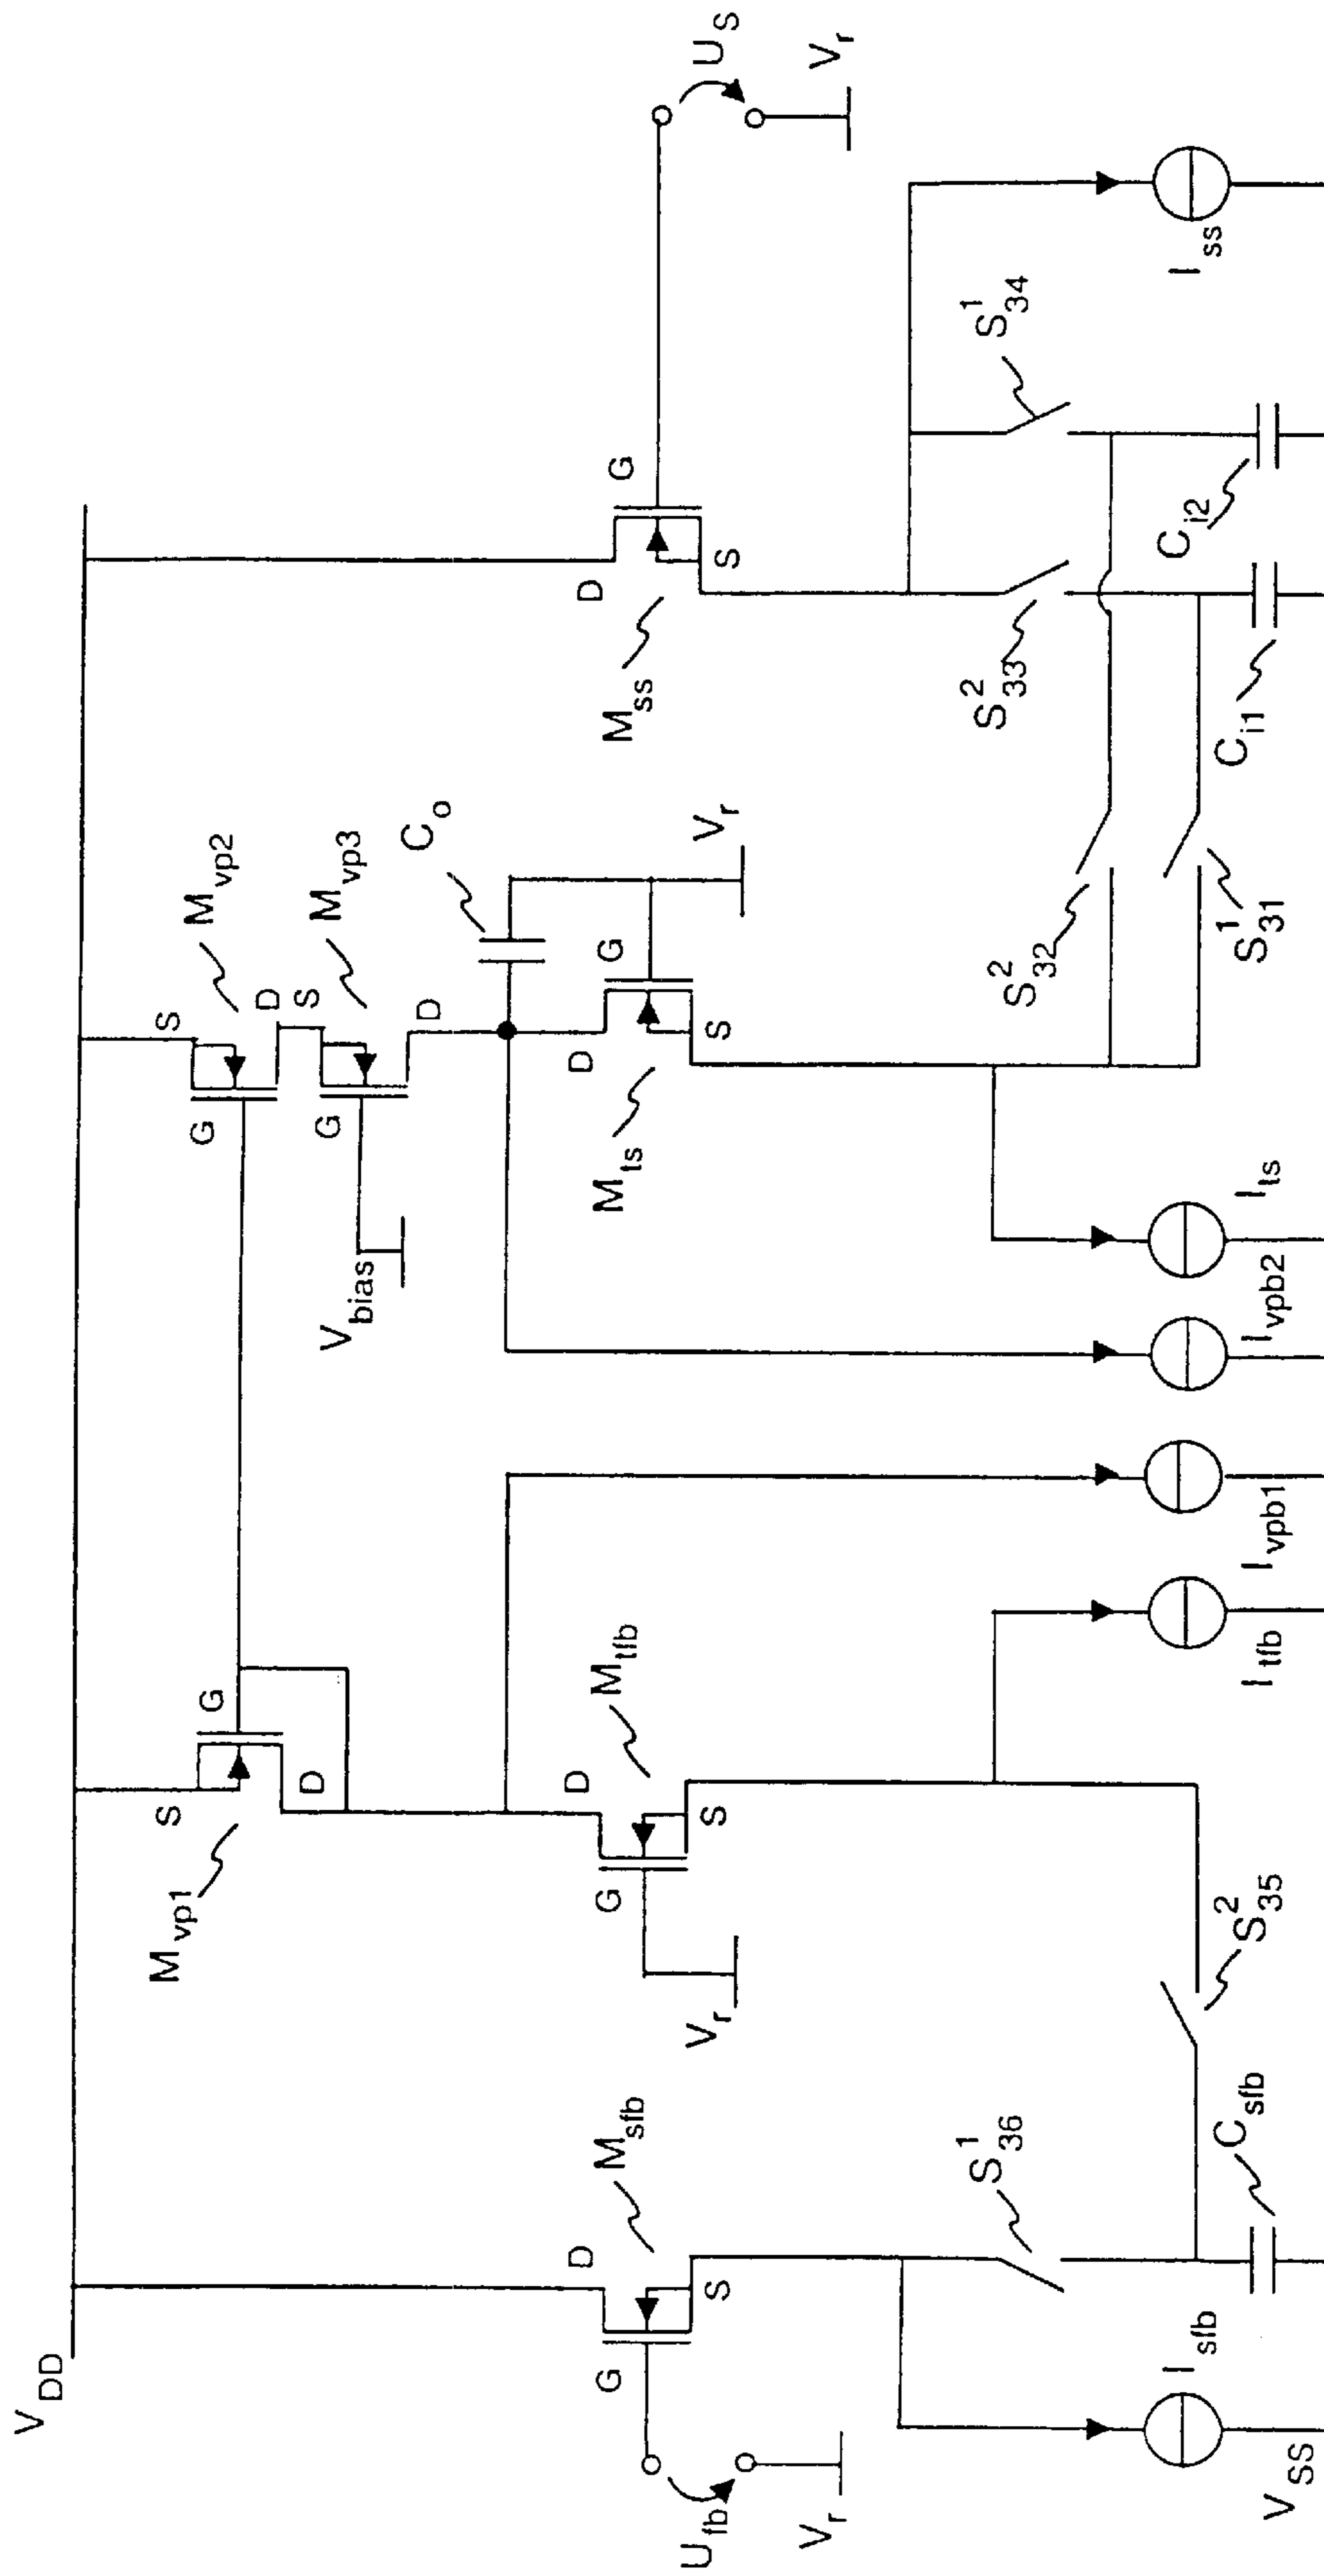 V_DD
M_vp1
S
G
D
M_vp2
S
G
D
M_vp3
S
G
D
V_bias
C_o
U_fb
V_r
G
D
S
M_sfb
V_r
G
D
S
M_tfb
M_ts
D
G
S
V_r
M_ss
D
G
S
U_S
V_r
S^1_36
S^2_35
S^2_32
S^1_31
S^2_33
S^1_34
V_SS
I_sfb
C_sfb
I_tfb
I_vpb1
I_vpb2
I_ts
C_i1
C_i2
I_ss